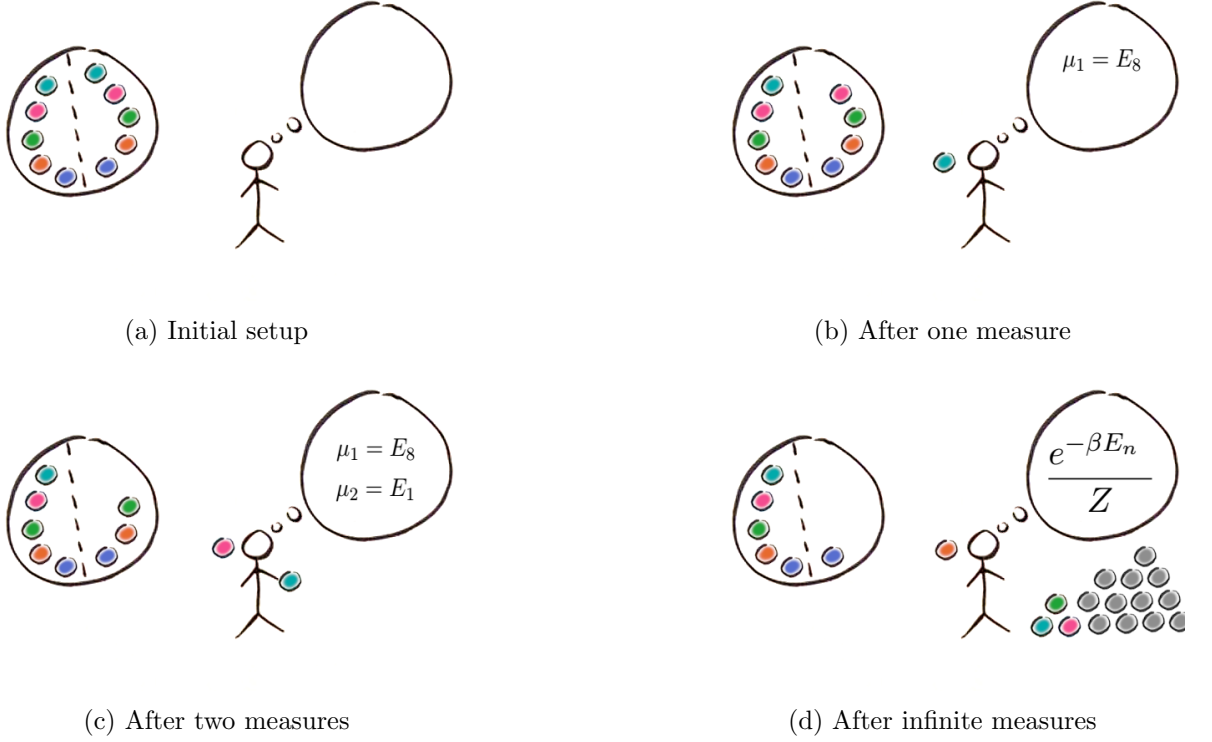 μ₁ = E₈
(a) Initial setup
(b) After one measure
μ₁ = E₈
μ₂ = E₁
e^{−βEₙ}
Z
(c) After two measures
(d) After infinite measures